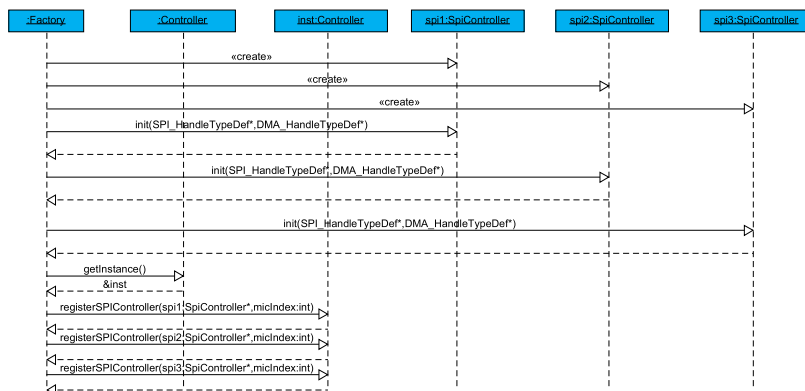 :Factory :Controller inst:Controller spi1:SpiController spi2:SpiController spi3:SpiController
«create»
«create»
«create»
init(SPI_HandleTypeDef*,DMA_HandleTypeDef*)
init(SPI_HandleTypeDef*,DMA_HandleTypeDef*)
init(SPI_HandleTypeDef*,DMA_HandleTypeDef*)
getInstance()
&inst
registerSPIController(spi1:SpiController*,micIndex:int)
registerSPIController(spi2:SpiController*,micIndex:int)
registerSPIController(spi3:SpiController*,micIndex:int)